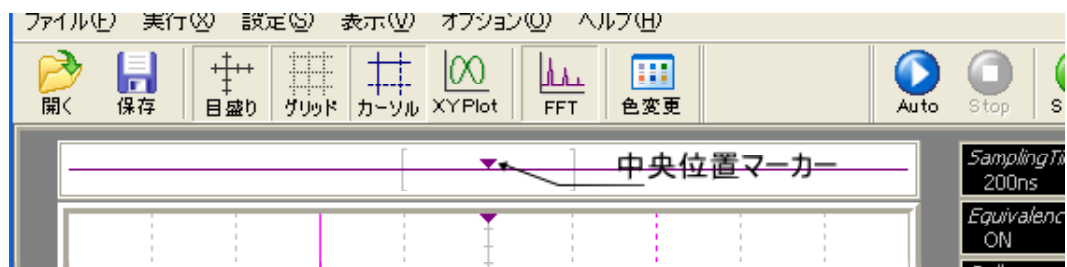 ファイル(F) 実行(X) 設定(S) 表示(V) オプション(O) ヘルプ(H)
開く 保存 目盛り グリッド カーソル XYPlot FFT 色変更 Auto Stop S
中央位置マーカー
SamplingTi
200ns
Equivalenc
ON